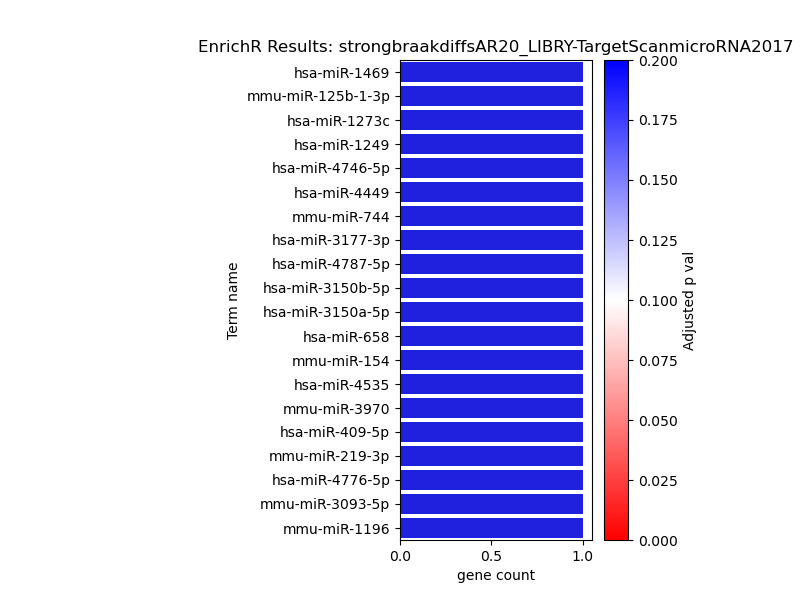 EnrichR Results: strongbraakdiffsAR20_LIBRY-TargetScanmicroRNA2017
hsa-miR-1469
mmu-miR-125b-1-3p
hsa-miR-1273c
hsa-miR-1249
hsa-miR-4746-5p
hsa-miR-4449
mmu-miR-744
hsa-miR-3177-3p
hsa-miR-4787-5p
hsa-miR-3150b-5p
hsa-miR-3150a-5p
hsa-miR-658
mmu-miR-154
hsa-miR-4535
mmu-miR-3970
hsa-miR-409-5p
mmu-miR-219-3p
hsa-miR-4776-5p
mmu-miR-3093-5p
mmu-miR-1196
Term name
0.0 0.5 1.0
gene count
0.200
0.175
0.150
0.125
0.100
0.075
0.050
0.025
0.000
Adjusted p val